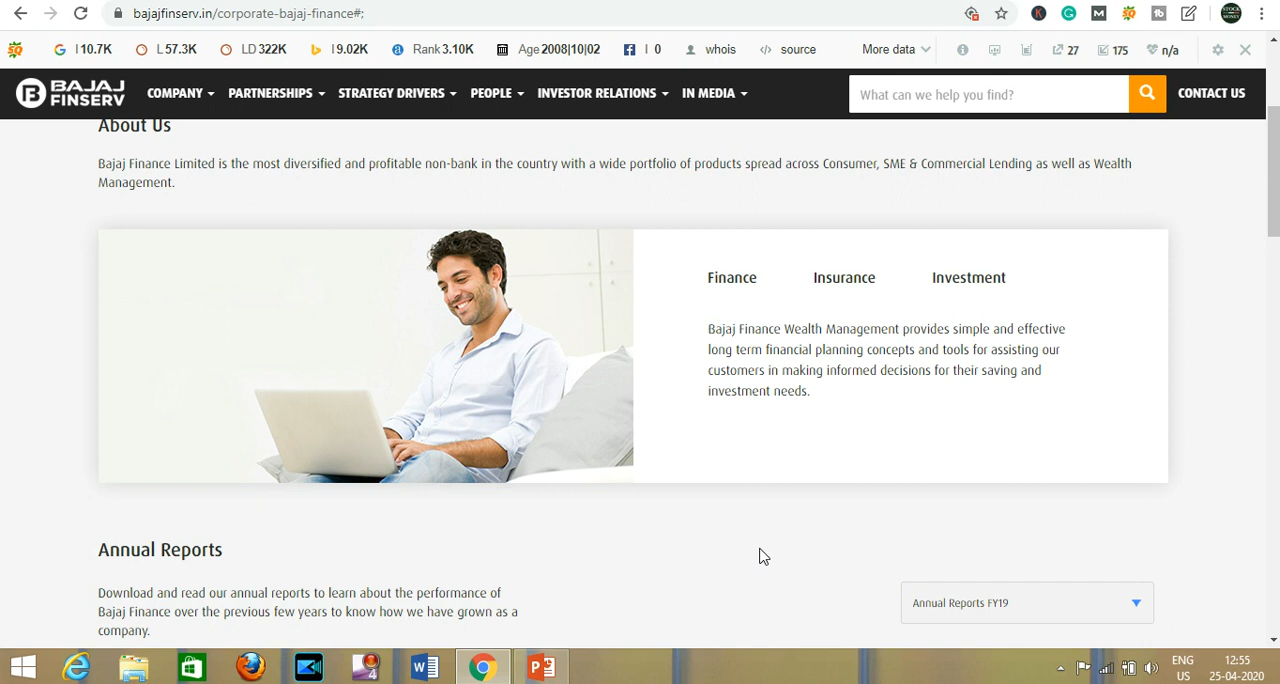 bajajfinserv.in/corporate-bajaj-finance#;
I 10.7K L 57.3K LD 322K I 9.02K Rank 3.10K Age 2008|10|02 I 0 whois source More data 27 175 n/a
BAJAJ
FINSERV
COMPANY PARTNERSHIPS STRATEGY DRIVERS PEOPLE INVESTOR RELATIONS IN MEDIA What can we help you find? CONTACT US
About Us
Bajaj Finance Limited is the most diversified and profitable non-bank in the country with a wide portfolio of products spread across Consumer, SME & Commercial Lending as well as Wealth
Management.
Finance Insurance Investment
Bajaj Finance Wealth Management provides simple and effective
long term financial planning concepts and tools for assisting our
customers in making informed decisions for their saving and
investment needs.
Annual Reports
Download and read our annual reports to learn about the performance of
Bajaj Finance over the previous few years to know how we have grown as a
company.
Annual Reports FY19
ENG 12:55
US 25-04-2020